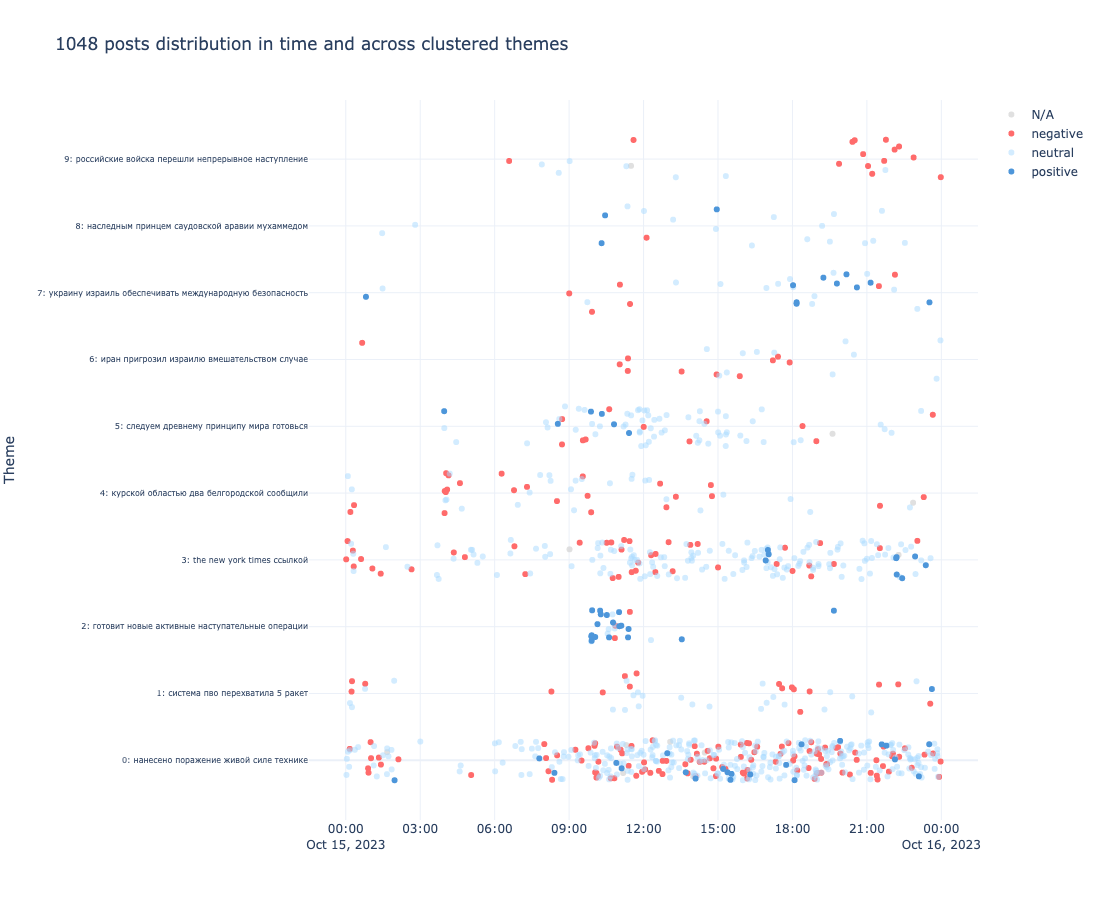 1048 posts distribution in time and across clustered themes
N/A
negative
neutral
positive
Theme
9: российские войска перешли непрерывное наступление
8: наследным принцем саудовской аравии мухаммедом
7: украину израиль обеспечивать международную безопасность
6: иран пригрозил израилю вмешательством случае
5: следуем древнему принципу мира готовься
4: курской областью два белгородской сообщили
3: the new york times ссылкой
2: готовит новые активные наступательные операции
1: система пво перехватила 5 ракет
0: нанесено поражение живой силе технике
00:00 03:00 06:00 09:00 12:00 15:00 18:00 21:00 00:00
Oct 15, 2023 Oct 16, 2023